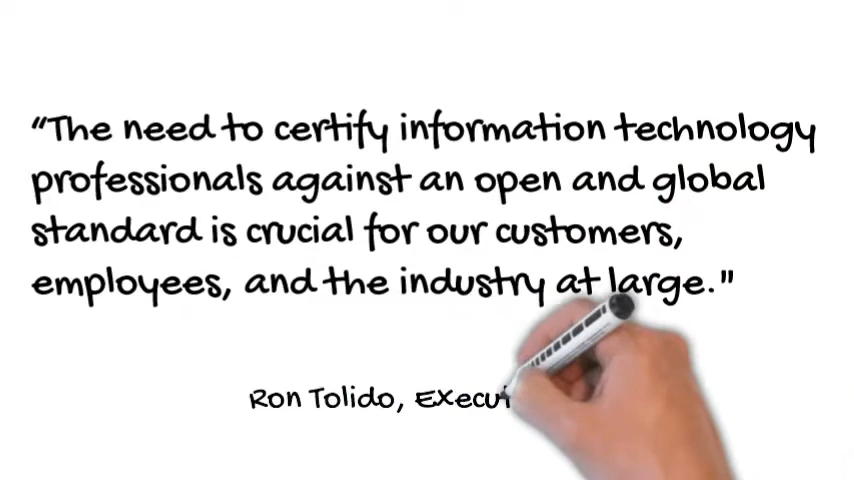 “The need to certify information technology
professionals against an open and global
standard is crucial for our customers,
employees, and the industry at large."
Ron Tolido,